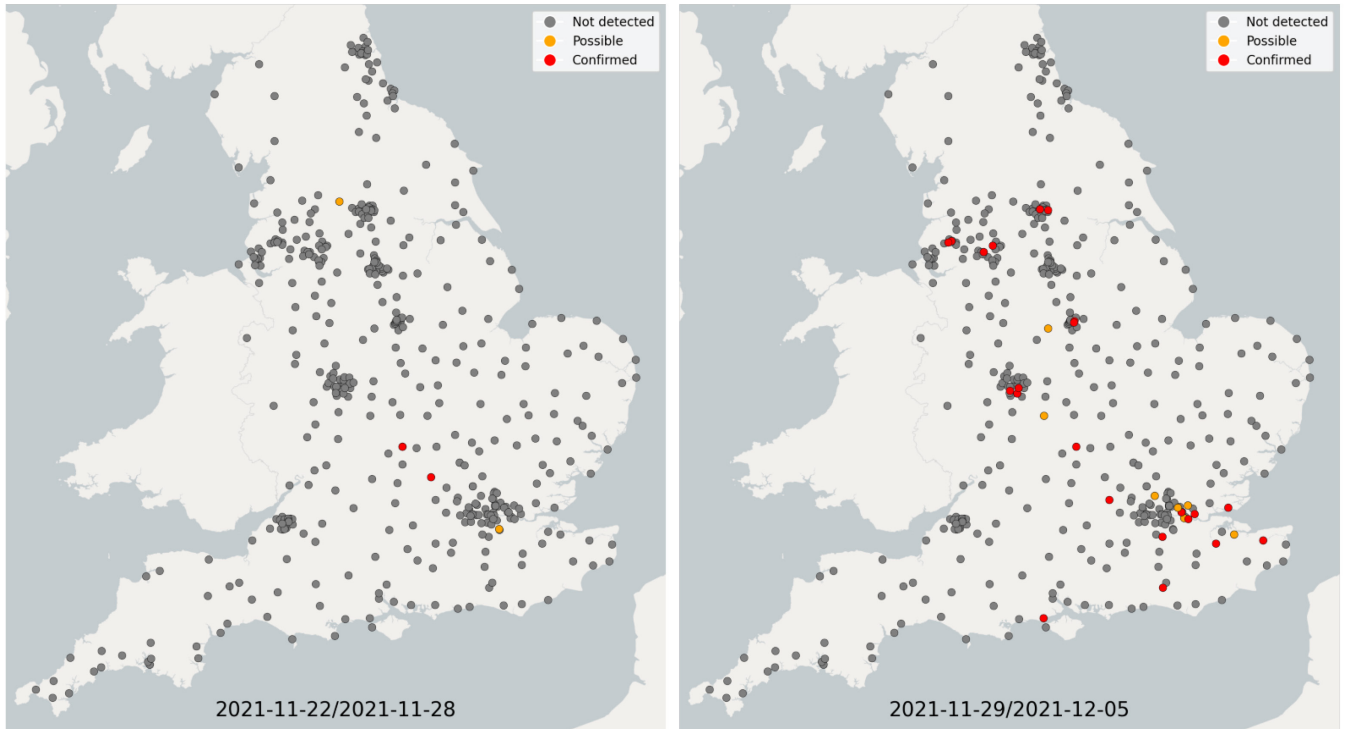 Not detected
Possible
Confirmed
2021-11-22/2021-11-28
Not detected
Possible
Confirmed
2021-11-29/2021-12-05